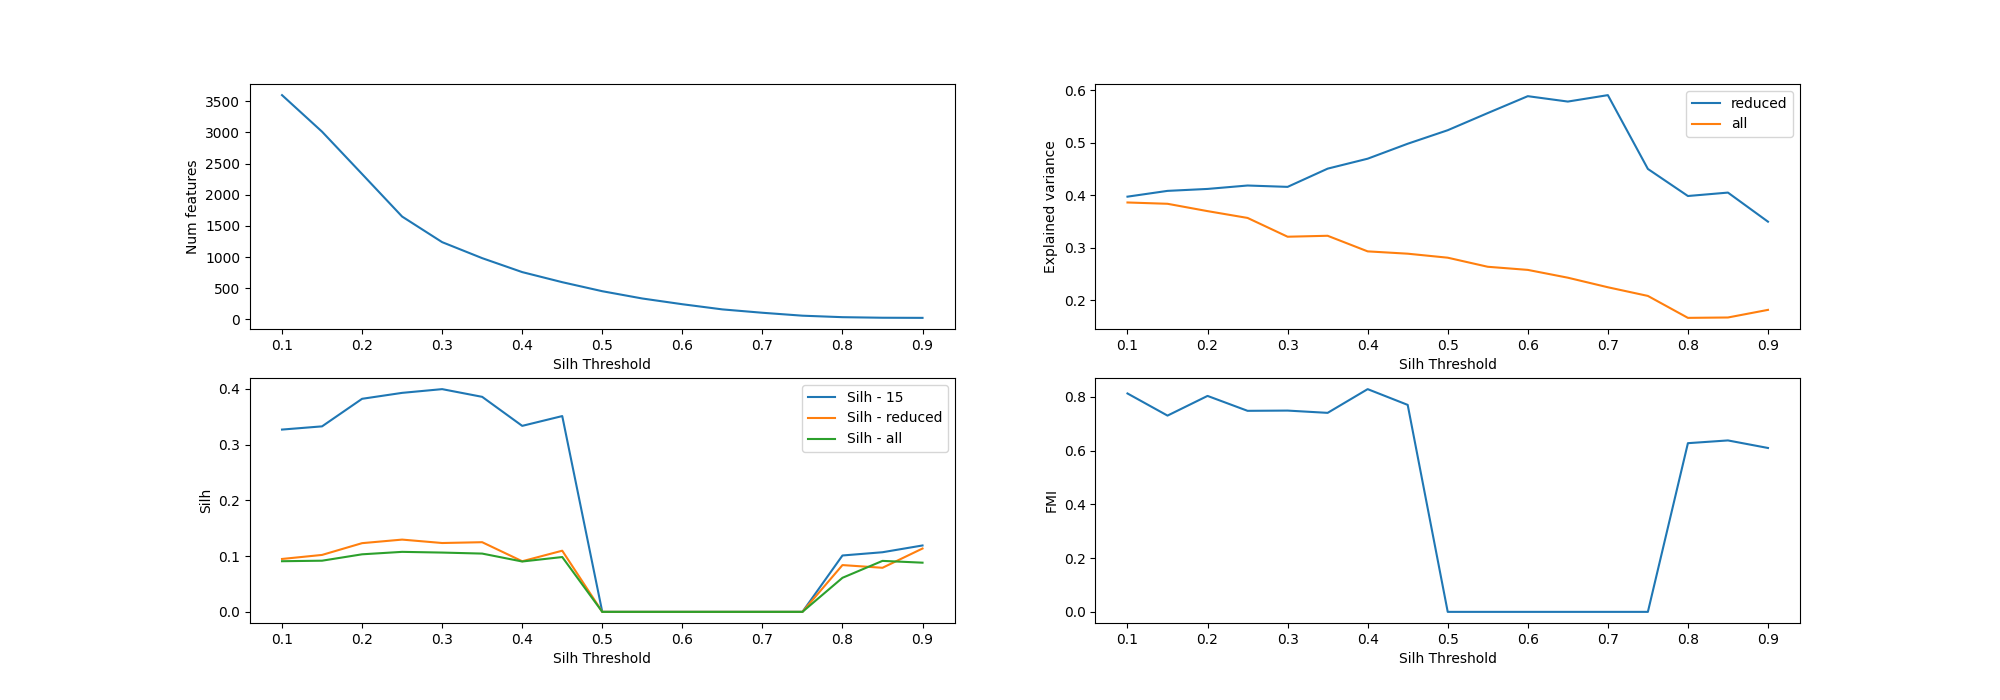 3500
3000
2500
2000
1500
1000
500
0
Num features
0.1 0.2 0.3 0.4 0.5 0.6 0.7 0.8 0.9
Silh Threshold
0.6
0.5
0.4
0.3
0.2
Explained variance
reduced
all
0.1 0.2 0.3 0.4 0.5 0.6 0.7 0.8 0.9
Silh Threshold
0.4
0.3
0.2
0.1
0.0
Silh
Silh - 15
Silh - reduced
Silh - all
0.1 0.2 0.3 0.4 0.5 0.6 0.7 0.8 0.9
Silh Threshold
0.8
0.6
0.4
0.2
0.0
FMI
0.1 0.2 0.3 0.4 0.5 0.6 0.7 0.8 0.9
Silh Threshold